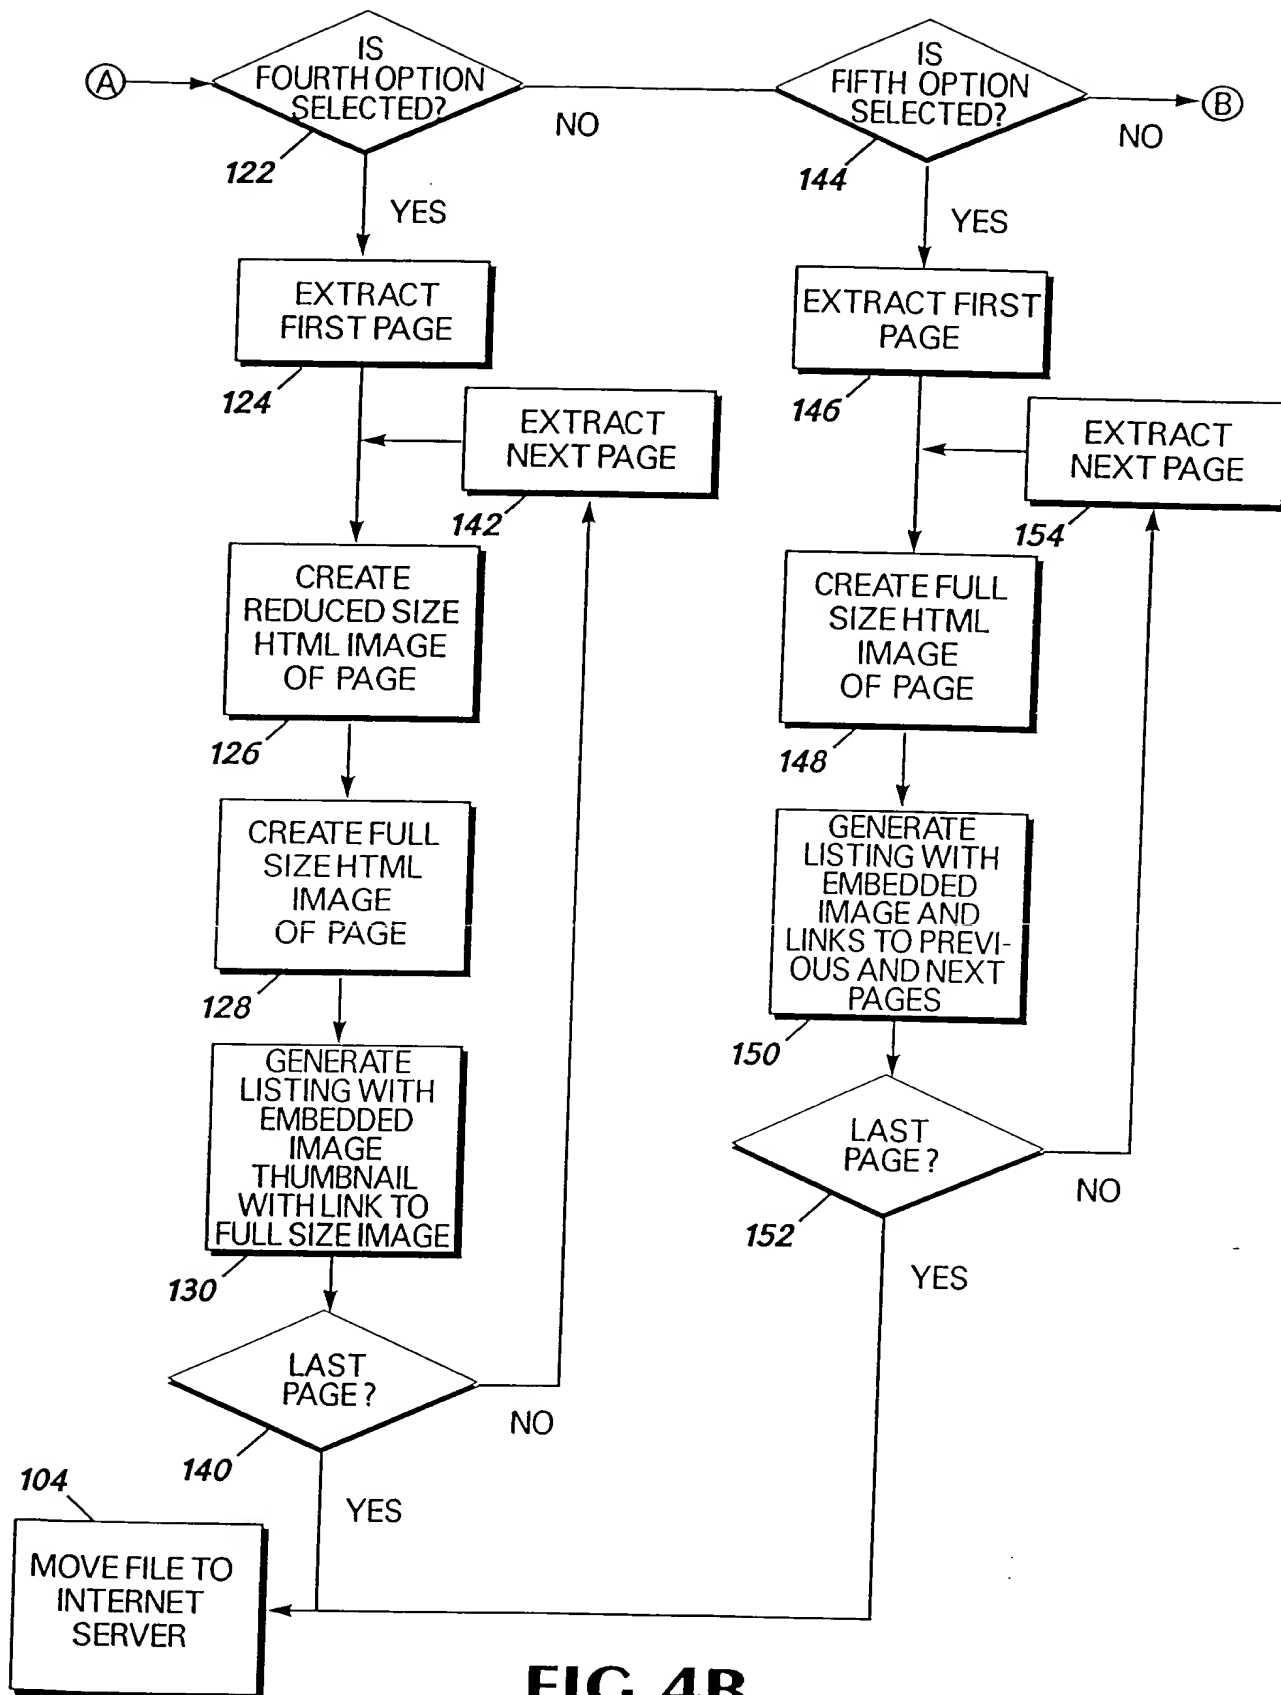 A
IS
FOURTH OPTION
SELECTED?
NO
122
YES
IS
FIFTH OPTION
SELECTED?
B
NO
144
YES
EXTRACT
FIRST PAGE
124
EXTRACT
NEXT PAGE
142
CREATE
REDUCED SIZE
HTML IMAGE
OF PAGE
126
CREATE FULL
SIZE HTML
IMAGE
OF PAGE
128
GENERATE
LISTING WITH
EMBEDDED
IMAGE
THUMBNAIL
WITH LINK TO
FULL SIZE IMAGE
130
LAST
PAGE?
NO
140
YES
104
MOVE FILE TO
INTERNET
SERVER
EXTRACT FIRST
PAGE
146
EXTRACT
NEXT PAGE
154
CREATE FULL
SIZE HTML
IMAGE
OF PAGE
148
GENERATE
LISTING WITH
EMBEDDED
IMAGE AND
LINKS TO PREVI-
OUS AND NEXT
PAGES
150
LAST
PAGE?
NO
152
YES
FIG 4B